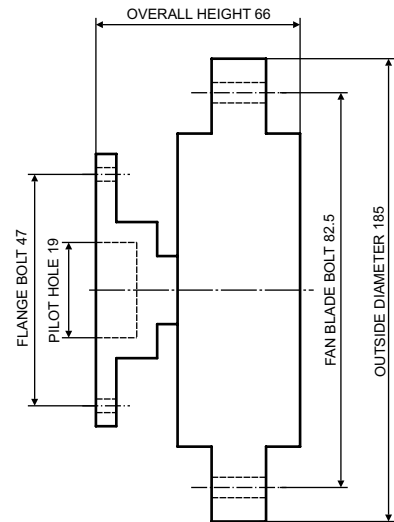 OVERALL HEIGHT 66
FLANGE BOLT 47
PILOT HOLE 19
FAN BLADE BOLT 82.5
OUTSIDE DIAMETER 185